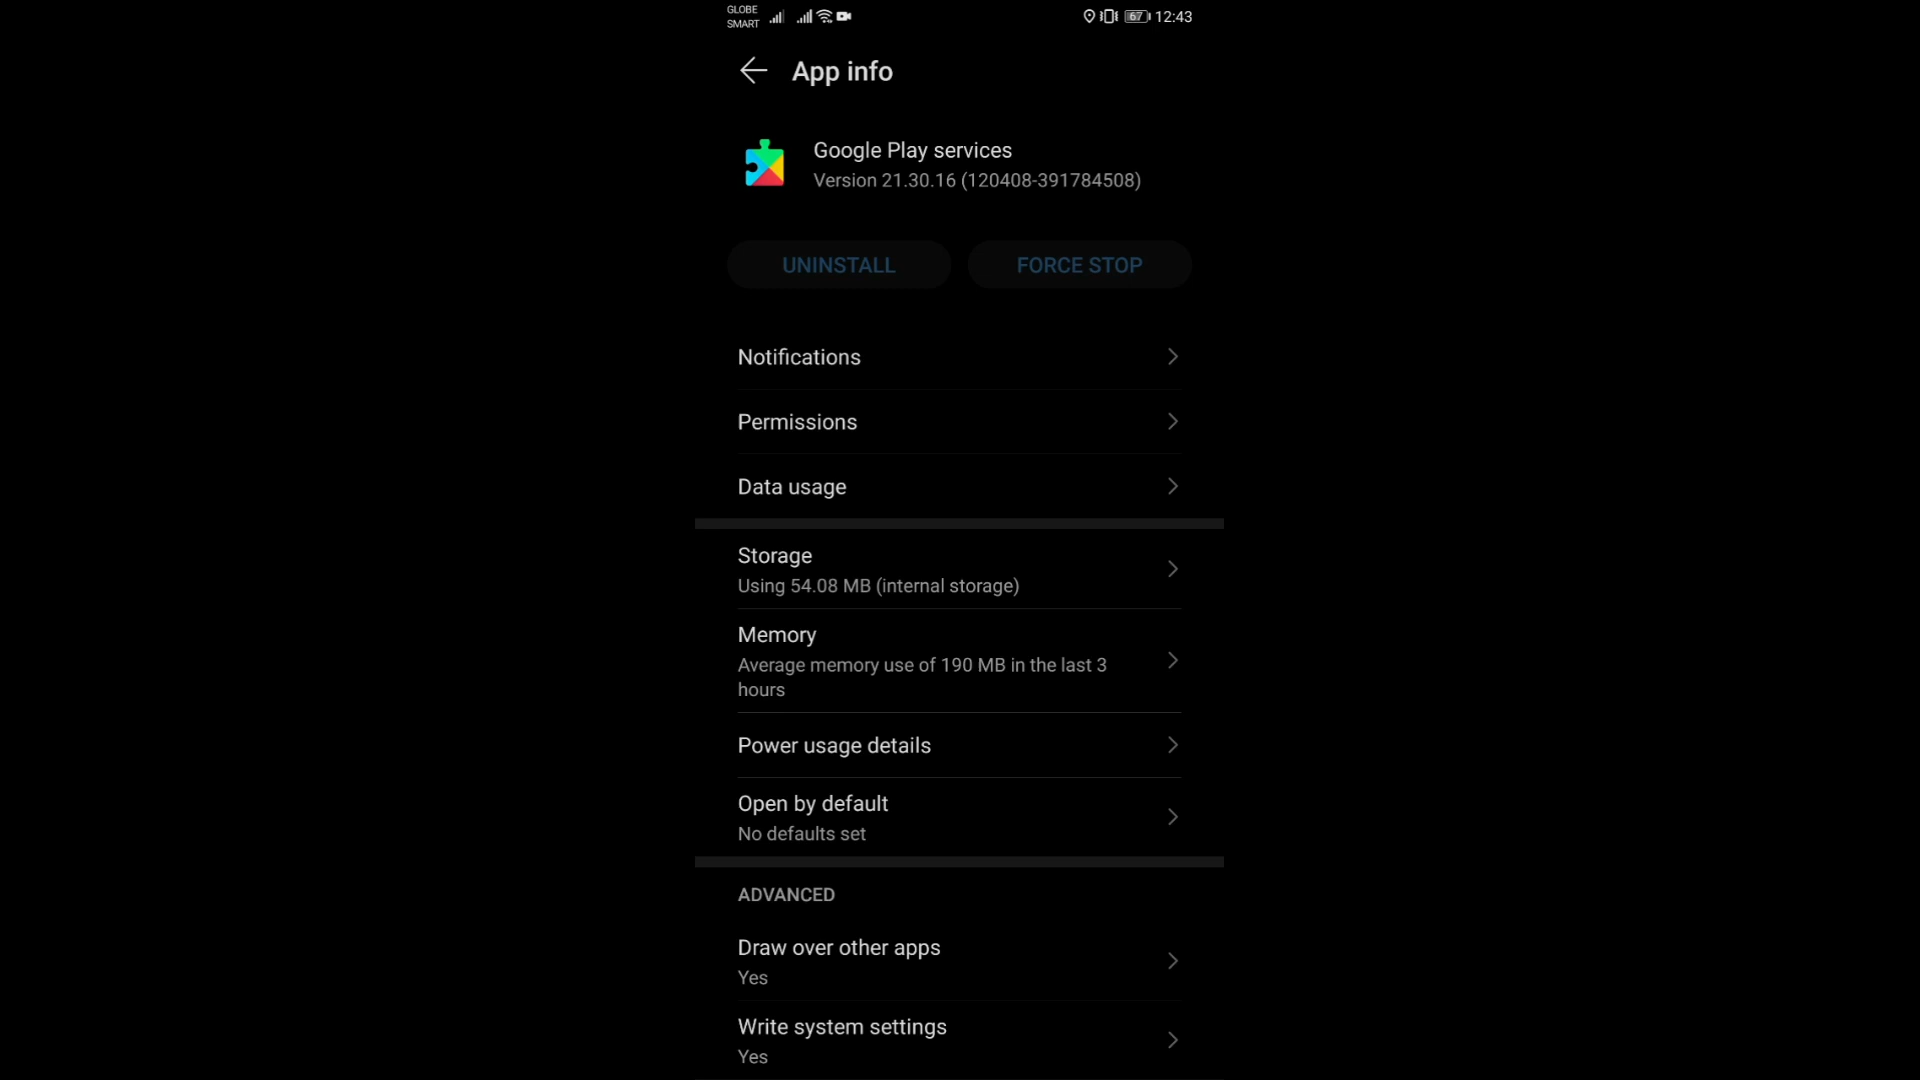 GLOBE
SMART
67 12:43
App info
Google Play services
Version 21.30.16 (120408-391784508)
UNINSTALL
FORCE STOP
Notifications
Permissions
Data usage
Storage
Using 54.08 MB (internal storage)
Memory
Average memory use of 190 MB in the last 3
hours
Power usage details
Open by default
No defaults set
ADVANCED
Draw over other apps
Yes
Write system settings
Yes